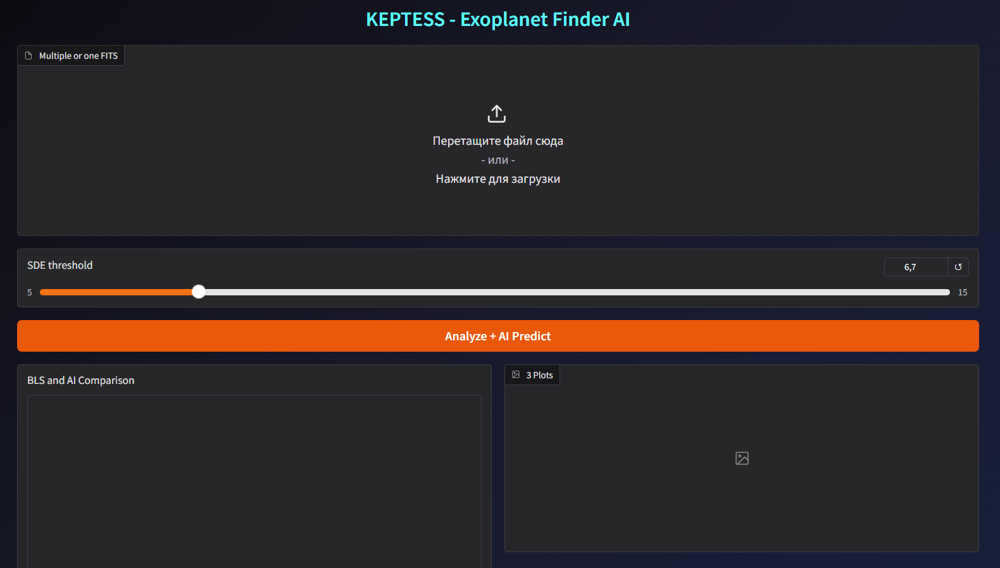 KEPTESS - Exoplanet Finder AI
Multiple or one FITS
Перетащите файл сюда
- или -
Нажмите для загрузки
SDE threshold
6,7
5
15
Analyze + AI Predict
BLS and AI Comparison
3 Plots